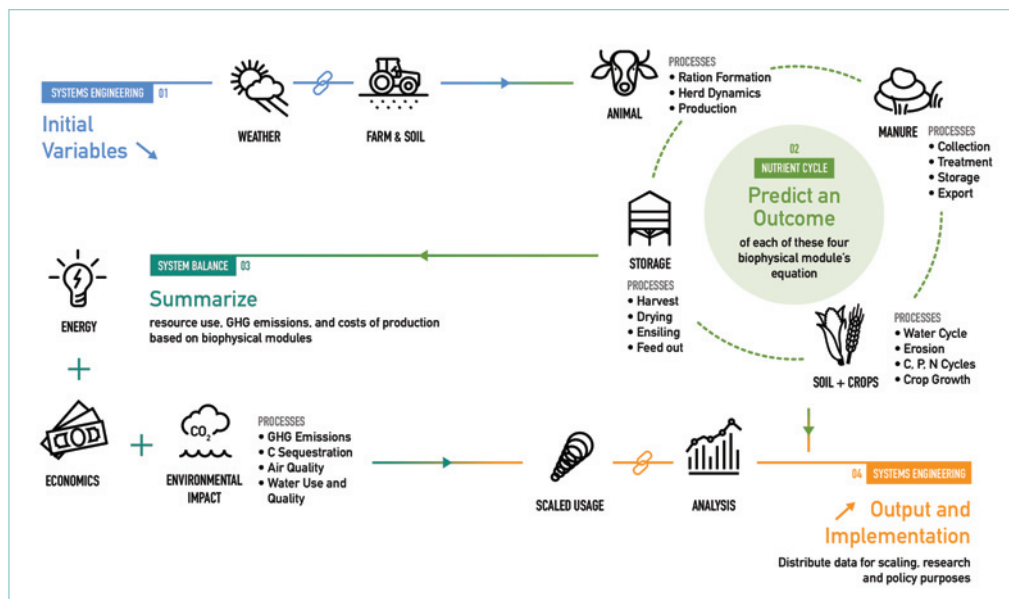 SYSTEMS ENGINEERING 01
Initial
Variables
WEATHER
FARM & SOIL
ANIMAL
PROCESSES
• Ration Formation
• Herd Dynamics
• Production
MANURE
PROCESSES
• Collection
• Treatment
• Storage
• Export
02
NUTRIENT CYCLE
Predict an
Outcome
of each of these four
biophysical module's
equation
STORAGE
PROCESSES
• Harvest
• Drying
• Ensiling
• Feed out
SOIL + CROPS
PROCESSES
• Water Cycle
• Erosion
• C, P, N Cycles
• Crop Growth
SYSTEM BALANCE 03
Summarize
resource use, GHG emissions, and costs of production
based on biophysical modules
ENERGY
+
ECONOMICS
+
CO2
ENVIRONMENTAL
IMPACT
PROCESSES
• GHG Emissions
• C Sequestration
• Air Quality
• Water Use and
Quality
SCALED USAGE
ANALYSIS
04 SYSTEMS ENGINEERING
Output and
Implementation
Distribute data for scaling, research
and policy purposes